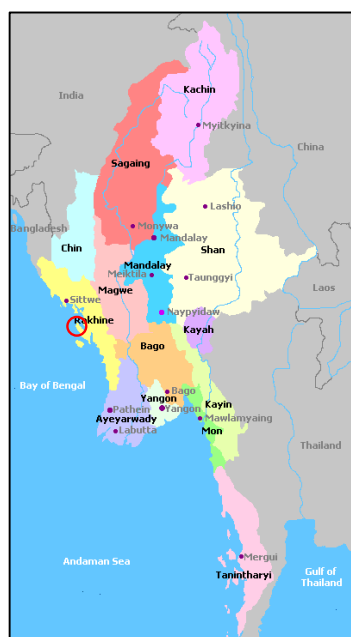 Kachin
India
Myitkyina
China
Sagaing
Lashio
Bangladesh
Monywa
Mandalay
Chin
Shan
Mandalay
Meiktila
Taunggyi
Magwe
Laos
Sittwe
Naypyidaw
Rakhine
Kayah
Bago
Bay of Bengal
Bago
Yangon
Kayin
Pathein
Yangon
Ayeyarwady
Mawlamyaing
Labutta
Mon
Thailand
Mergui
Andaman Sea
Gulf of
Thailand
Tanintharyi